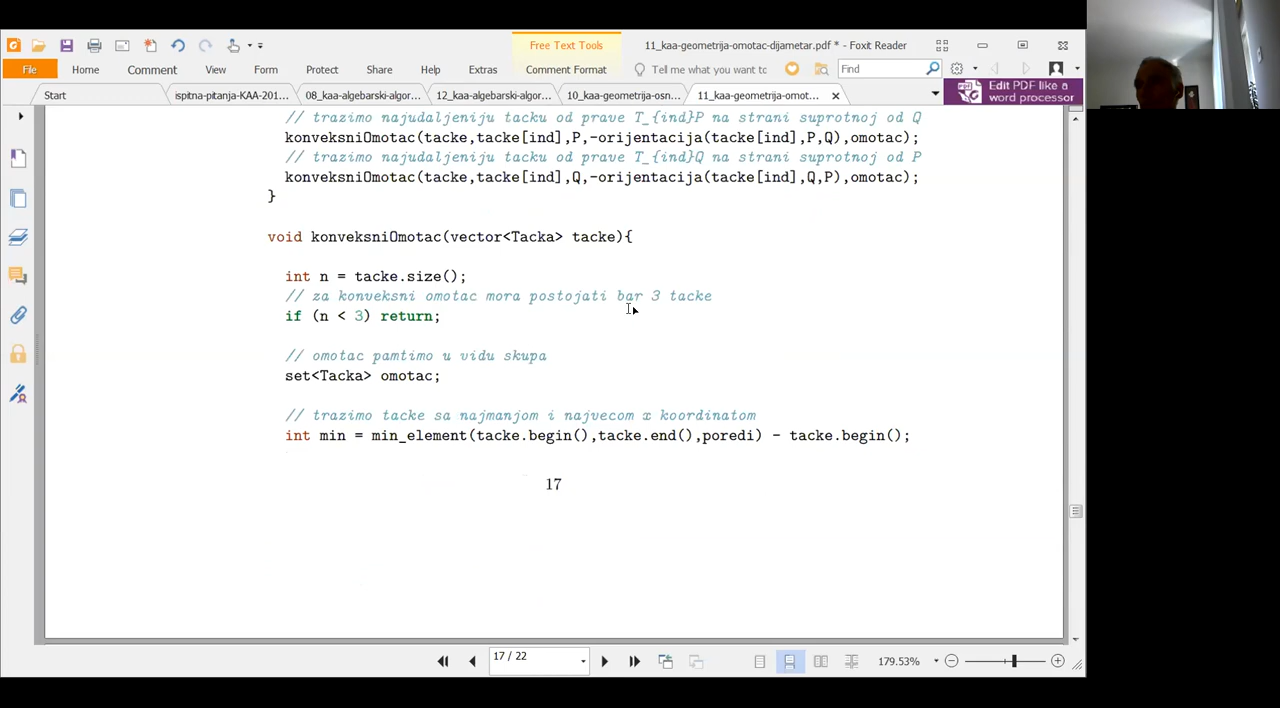 Free Text Tools
11_kaa-geometrija-omotac-dijametar.pdf * - Foxit Reader
File
Home
Comment
View
Form
Protect
Share
Help
Extras
Comment Format
Tell me what you want tc
Find
Start
ispitna-pitanja-KAA-
arski-algor...
12_kaa-algebarski-algor...
10_kaa-geometrija-osn...
11_kaa-geometrija-omot...
Edit PDF like a
word processor
// trazimo najudaljeniju tacku od prave T_{ind}P na strani suprotnoj od Q
konveksniOmotac(tacke,tacke[ind],P,-orijentacija(tacke[ind],P,Q),omotac);
// trazimo najudaljeniju tacku od prave T_{ind}Q na strani suprotnoj od P
konveksniOmotac(tacke,tacke[ind],Q,-orijentacija(tacke[ind],Q,P),omotac);
}
void konveksniOmotac(vector<Tacka> tacke){
int n = tacke.size();
// za konveksni omotac mora postojati bar 3 tacke
if (n < 3) return;
// omotac pamtimo u vidu skupa
set<Tacka> omotac;
// trazimo tacke sa najmanjom i najvecom x koordinatom
int min = min_element(tacke.begin(),tacke.end(),poredi) - tacke.begin();
17
17 / 22
179.53%